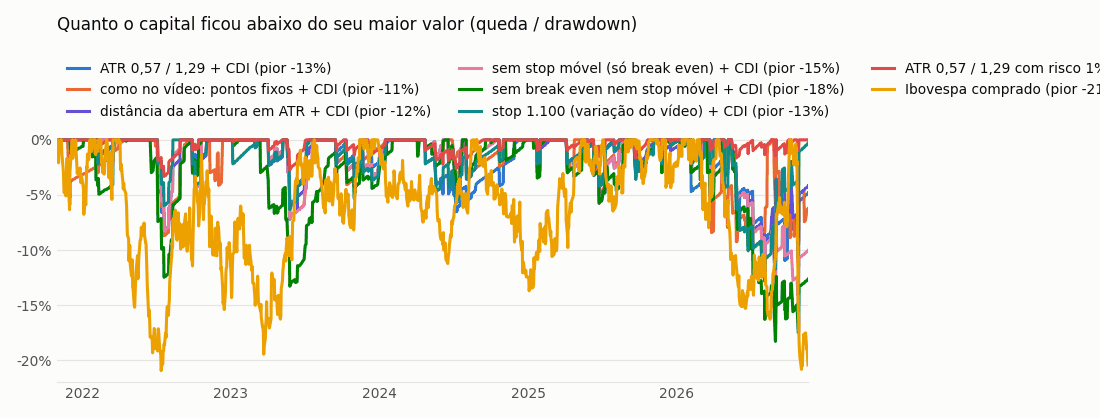 Quanto o capital ficou abaixo do seu maior valor (queda / drawdown)
ATR 0,57 / 1,29 + CDI (pior -13%)
como no vídeo: pontos fixos + CDI (pior -11%)
distância da abertura em ATR + CDI (pior -12%)
sem stop móvel (só break even) + CDI (pior -15%)
sem break even nem stop móvel + CDI (pior -18%)
stop 1.100 (variação do vídeo) + CDI (pior -13%)
ATR 0,57 / 1,29 com risco 1%
Ibovespa comprado (pior -21
0%
-5%
-10%
-15%
-20%
2022 2023 2024 2025 2026